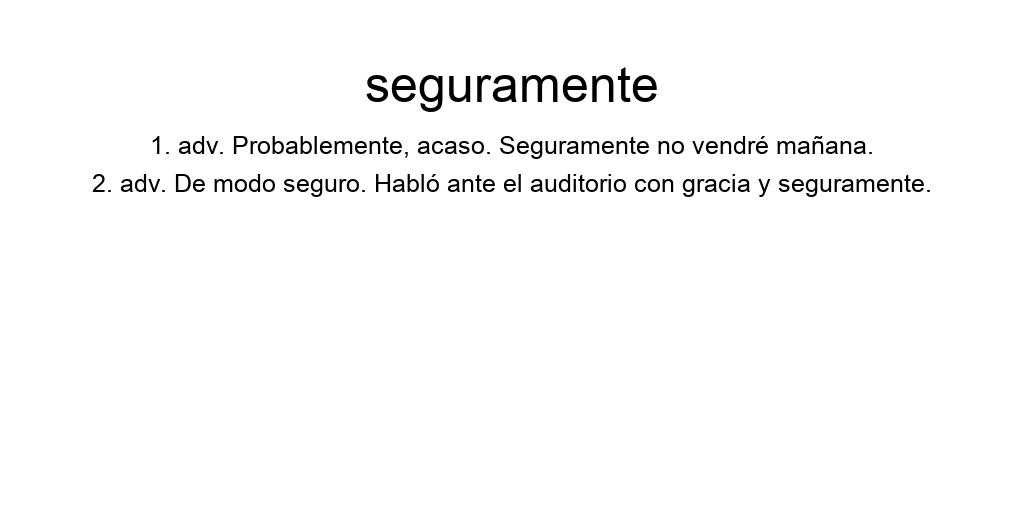 seguramente
1. adv. Probablemente, acaso. Seguramente no vendré mañana.
2. adv. De modo seguro. Habló ante el auditorio con gracia y seguramente.